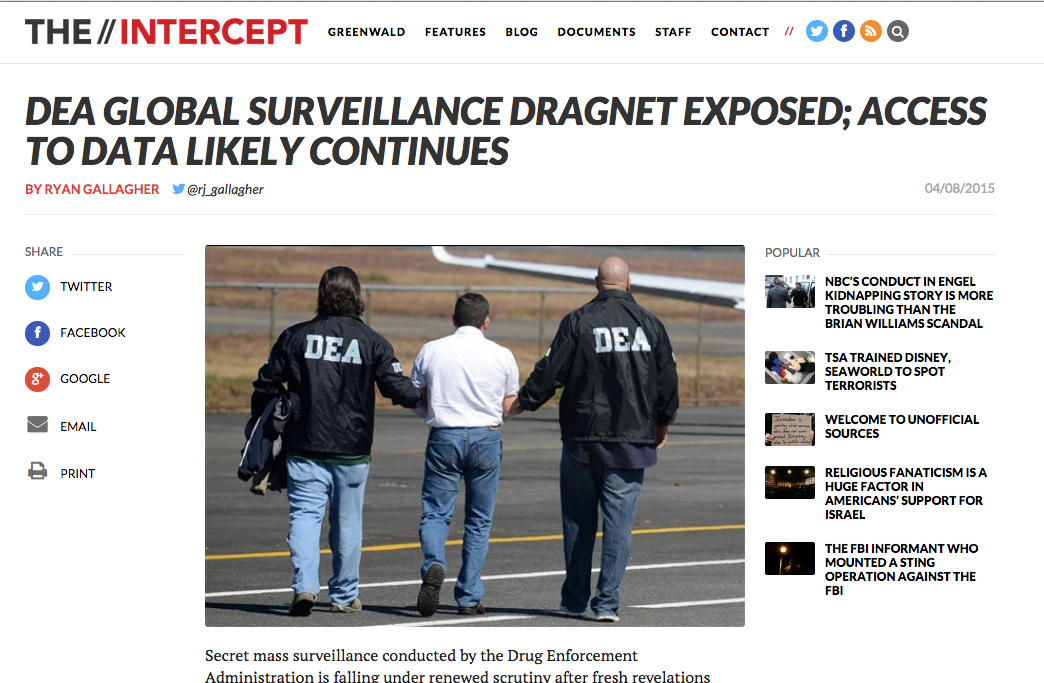 THE // INTERCEPT
GREENWALD FEATURES BLOG DOCUMENTS STAFF CONTACT //
DEA GLOBAL SURVEILLANCE DRAGNET EXPOSED; ACCESS
TO DATA LIKELY CONTINUES
BY RYAN GALLAGHER @rj_gallagher 04/08/2015
SHARE
TWITTER
FACEBOOK
GOOGLE
EMAIL
PRINT
DEA
DEA
Secret mass surveillance conducted by the Drug Enforcement
Administration is falling under renewed scrutiny after fresh revelations
POPULAR
NBC'S CONDUCT IN ENGEL
KIDNAPPING STORY IS MORE
TROUBLING THAN THE
BRIAN WILLIAMS SCANDAL
TSA TRAINED DISNEY,
SEAWORLD TO SPOT
TERRORISTS
WELCOME TO UNOFFICIAL
SOURCES
RELIGIOUS FANATICISM IS A
HUGE FACTOR IN
AMERICANS' SUPPORT FOR
ISRAEL
THE FBI INFORMANT WHO
MOUNTED A STING
OPERATION AGAINST THE
FBI